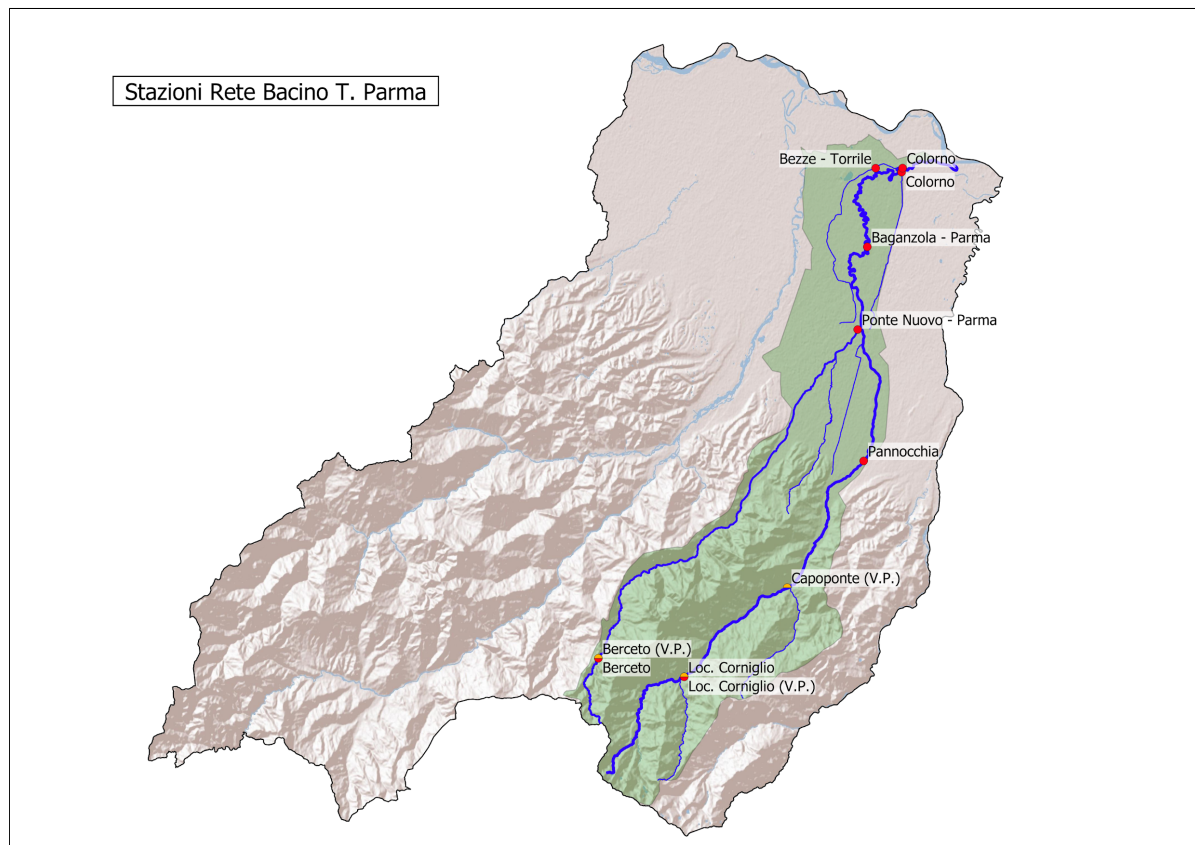 Stazioni Rete Bacino T. Parma
Bezze - Torrile
Colorno
Colorno
Baganzola - Parma
Ponte Nuovo - Parma
Pannocchia
Capoponte (V.P.)
Berceto (V.P.)
Berceto
Loc. Corniglio
Loc. Corniglio (V.P.)